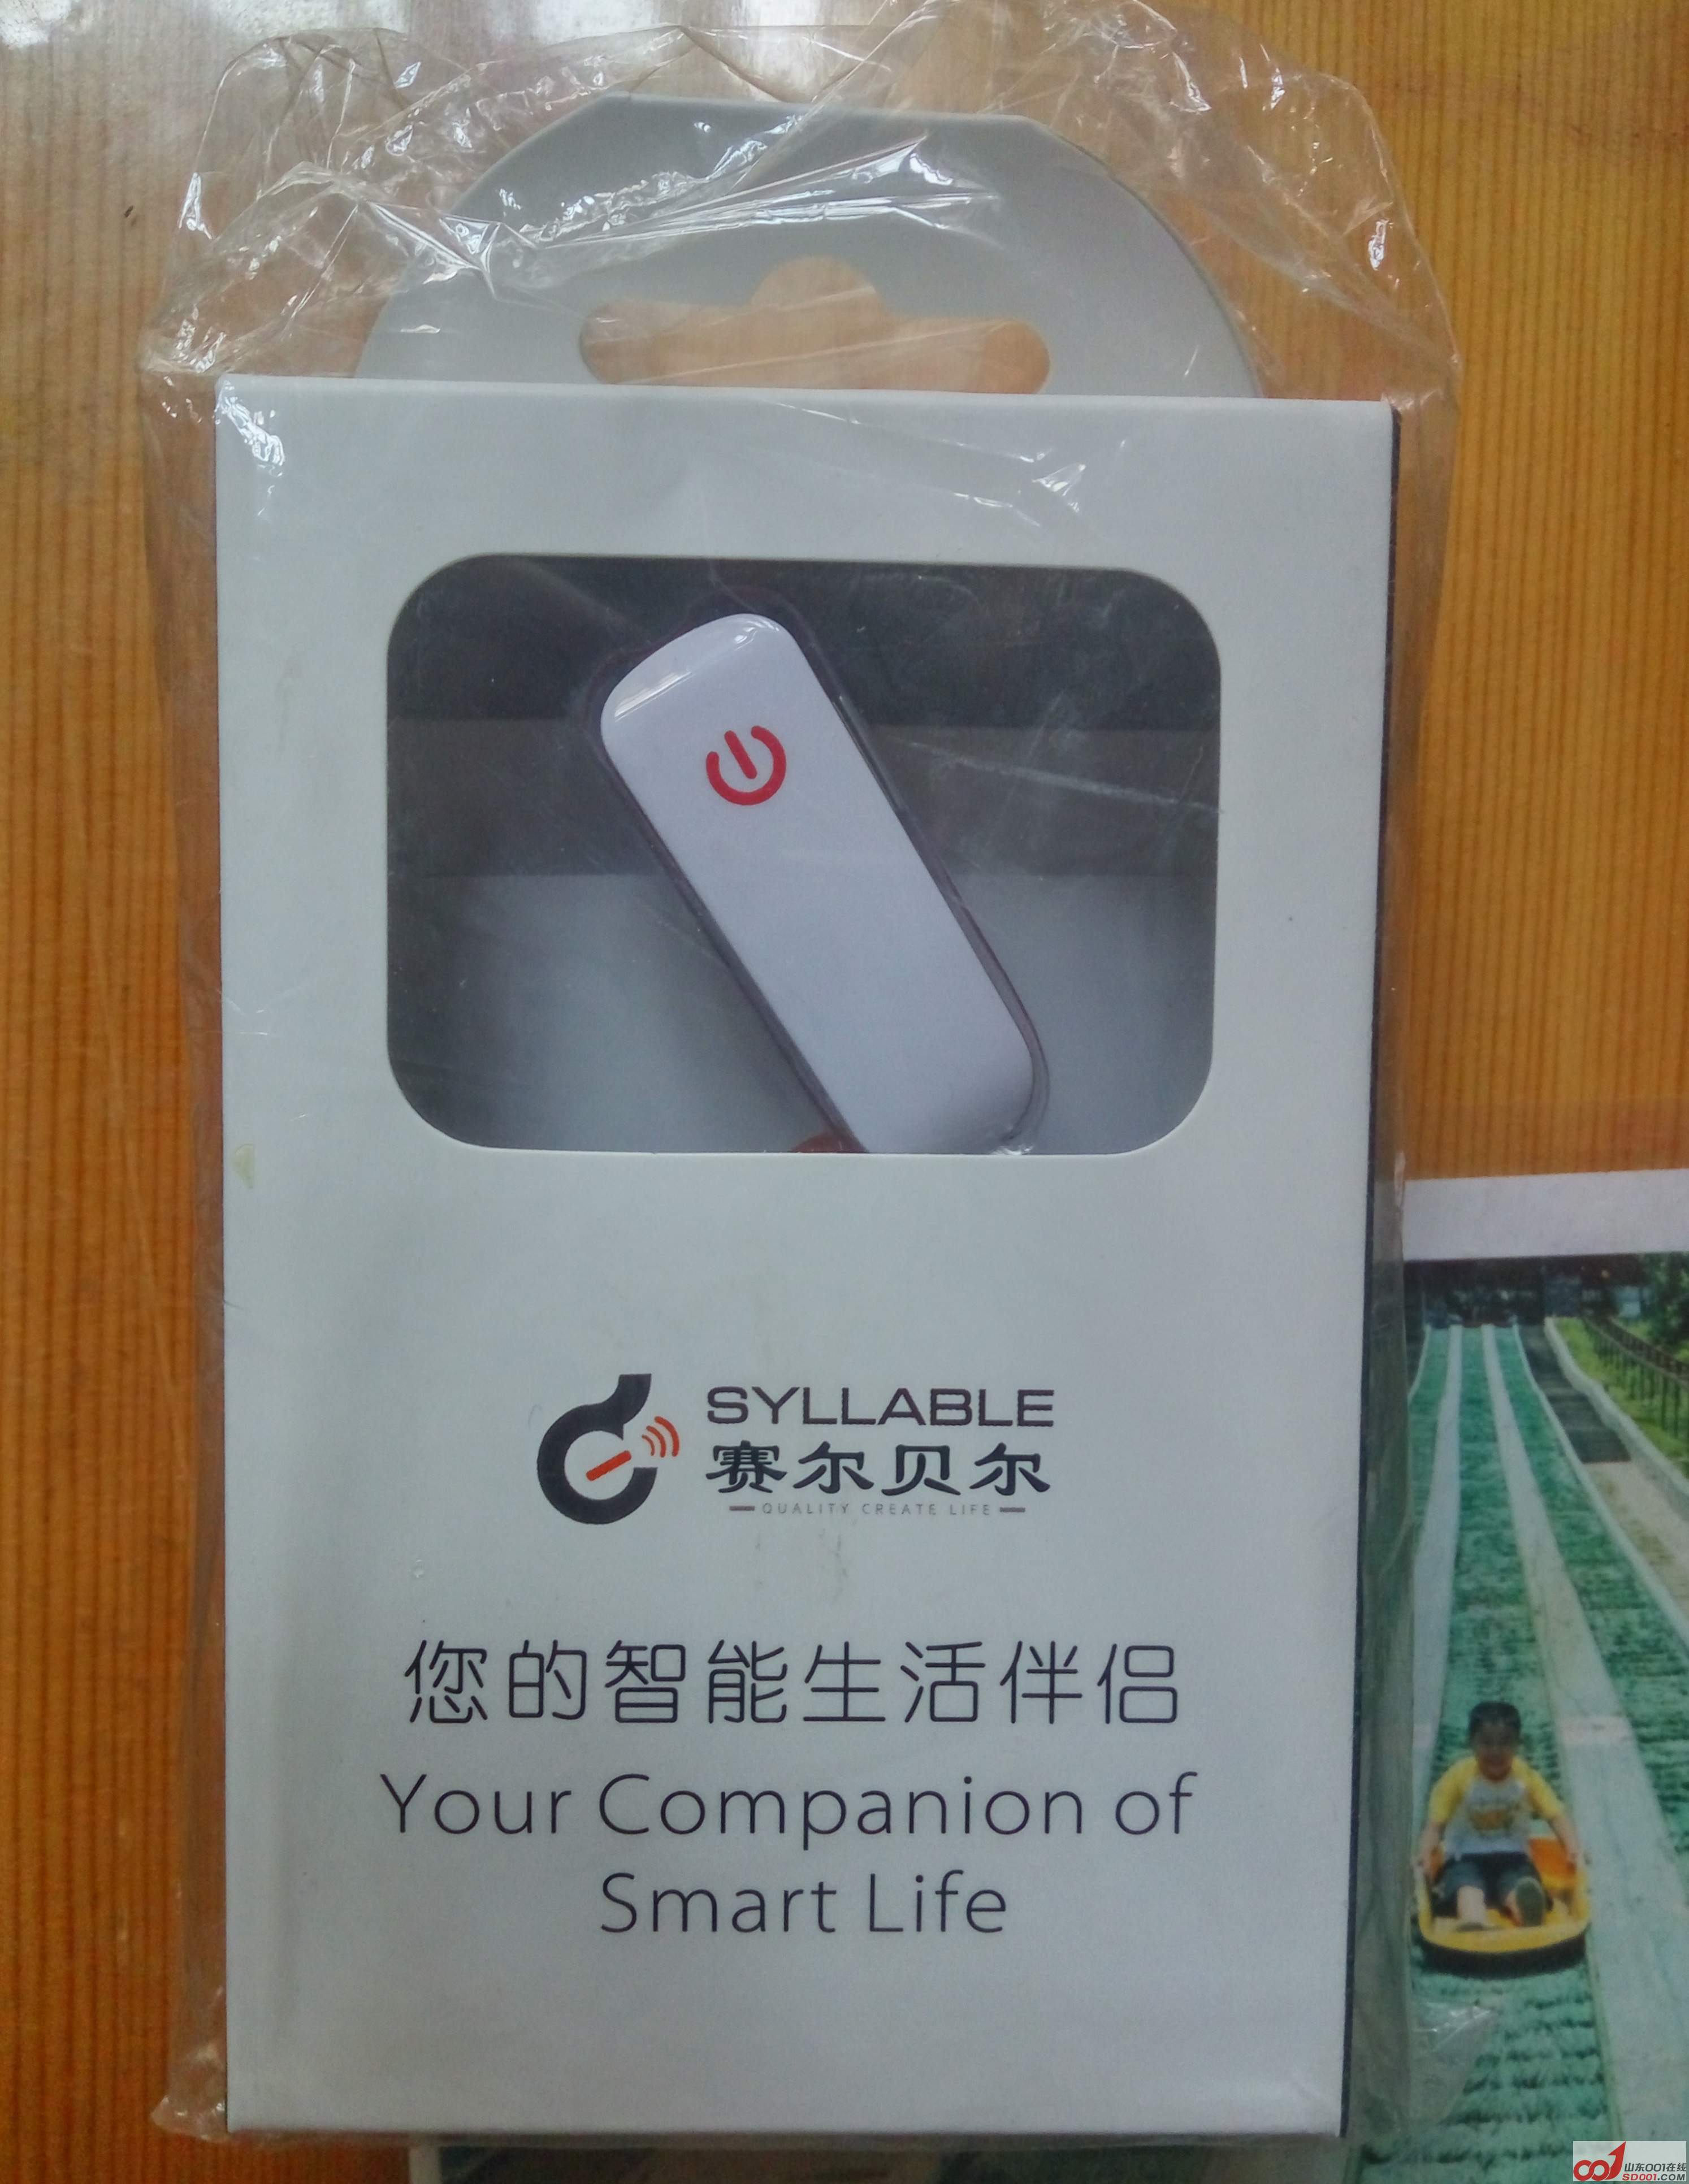 SYLLABLE
赛尔贝尔
QUALITY CREATE LIFE
您的智能生活伴侣
Your Companion of
Smart Life
001 山东001在线
SD001.COM